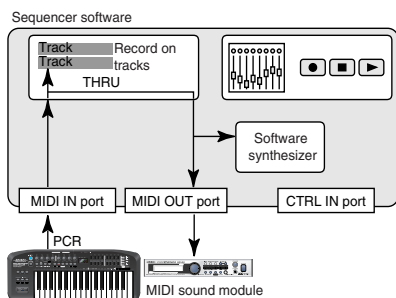 Sequencer software
Track
Record on
Track
tracks
THRU
Software
synthesizer
MIDI IN port
MIDI OUT port
CTRL IN port
PCR
MIDI sound module